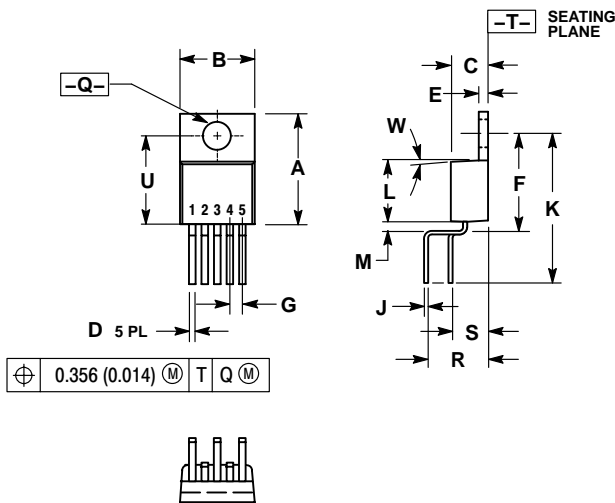 –T– SEATING
PLANE
B
C
–Q–
E
W
U
A
L
F
K
1 2 3 4 5
M
G
J
S
D 5 PL
R
⌖ 0.356 (0.014) Ⓜ T Q Ⓜ